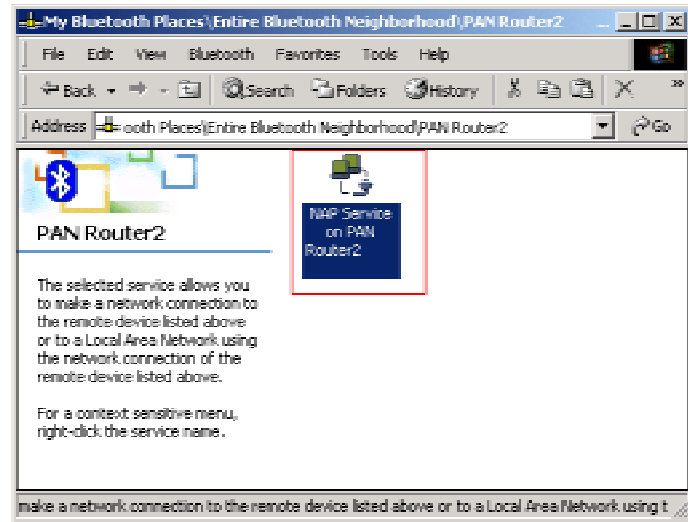 My Bluetooth Places\Entire Bluetooth Neighborhood\PAN Router2
File Edit View Bluetooth Favorites Tools Help
Back Search Folders History »
Address ooth Places\Entire Bluetooth Neighborhood\PAN Router2 Go
PAN Router2
The selected service allows you
to make a network connection to
the remote device listed above
or to a Local Area Network using
the network connection of the
remote device listed above.
For a context sensitive menu,
right-click the service name.
NAP Service
on PAN
Router2
make a network connection to the remote device listed above or to a Local Area Network using t